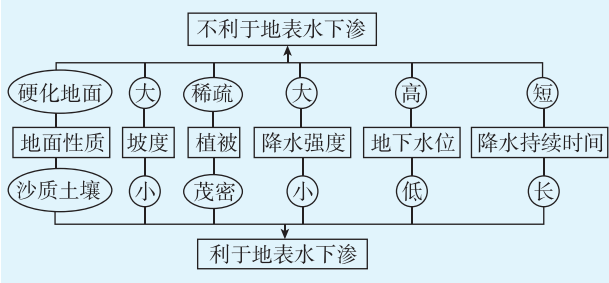 不利于地表水下渗
硬化地面 大 稀疏 大 高 短
地面性质 坡度 植被 降水强度 地下水位 降水持续时间
沙质土壤 小 茂密 小 低 长
利于地表水下渗